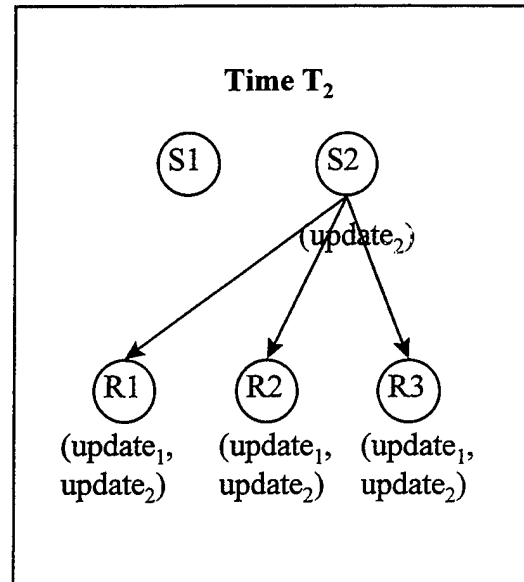 Time T₂
S1 S2
(update₂)
R1 R2 R3
(update₁, (update₁, (update₁,
update₂) update₂) update₂)